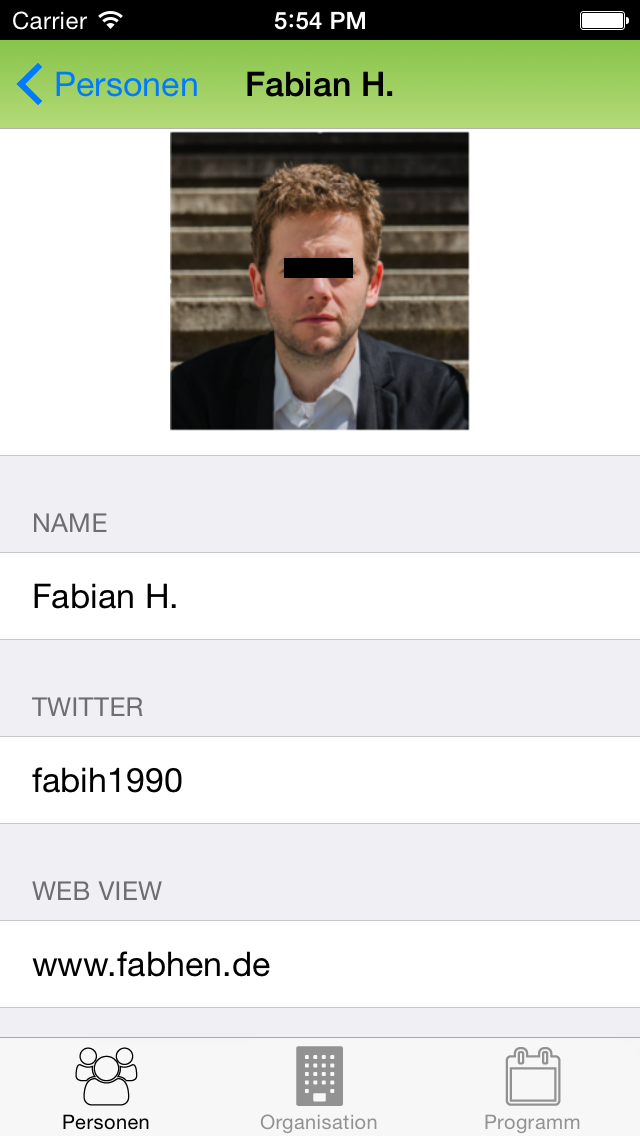 Carrier 5:54 PM
Personen Fabian H.
NAME
Fabian H.
TWITTER
fabih1990
WEB VIEW
www.fabhen.de
Personen Organisation Programm